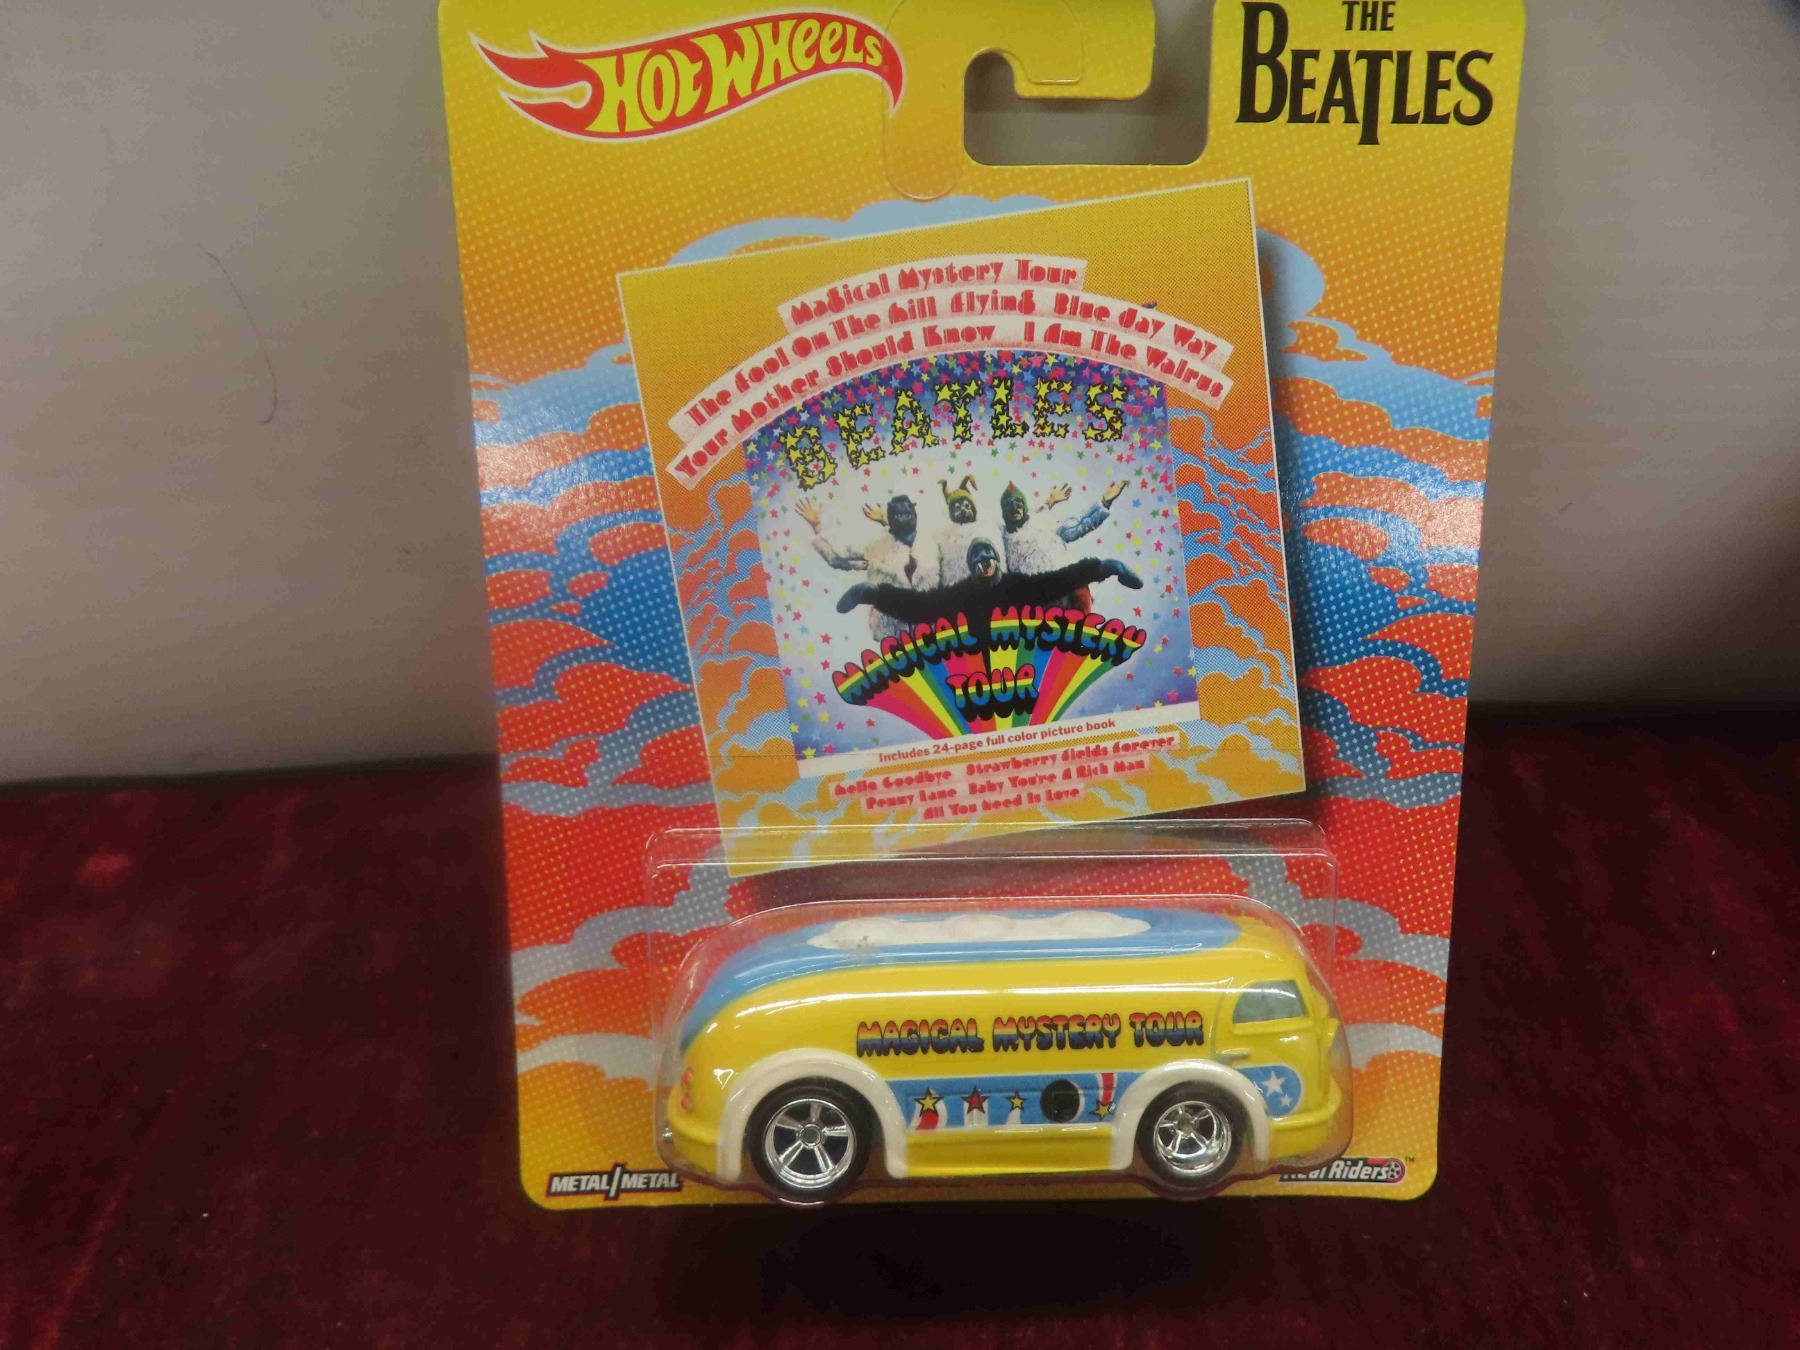 HOT WHEELS
THE
BEATLES
Magical Mystery Tour
The Fool On The Hill Flying Blue Jay Way
Your Mother Should Know I Am The Walrus
BEATLES
MAGICAL MYSTERY
TOUR
Includes 24-page full color picture book
Hello Goodbye Strawberry Fields Forever
Penny Lane Baby You're A Rich Man
All You Need Is Love
MAGICAL MYSTERY TOUR
METAL/METAL
Real Riders™